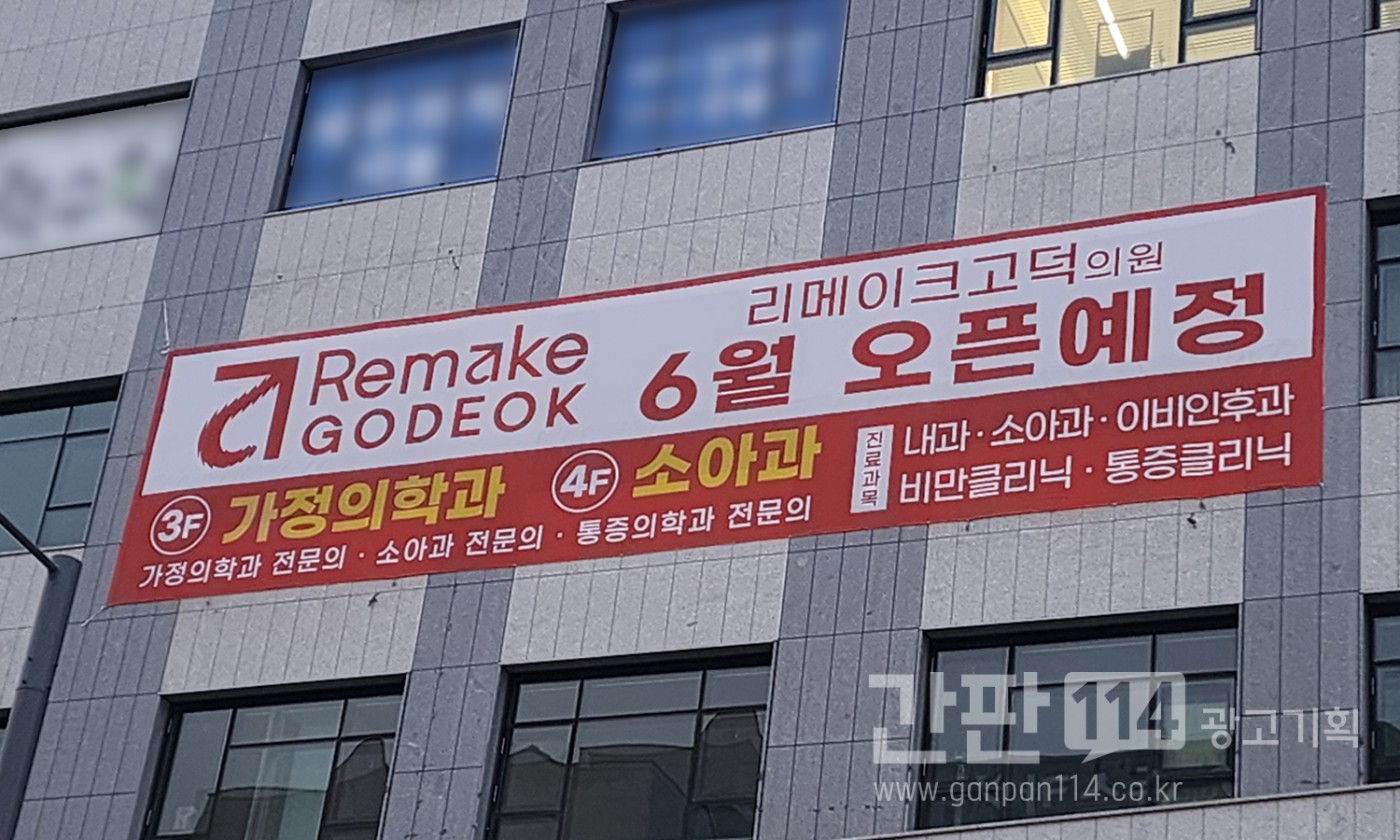 리메이크고덕의원
Remake
GODEOK
6월 오픈예정
3F 가정의학과 4F 소아과
가정의학과 전문의 · 소아과 전문의 · 통증의학과 전문의
진료과목
내과 · 소아과 · 이비인후과
비만클리닉 · 통증클리닉
간판114 광고기획
www.ganpan114.co.kr